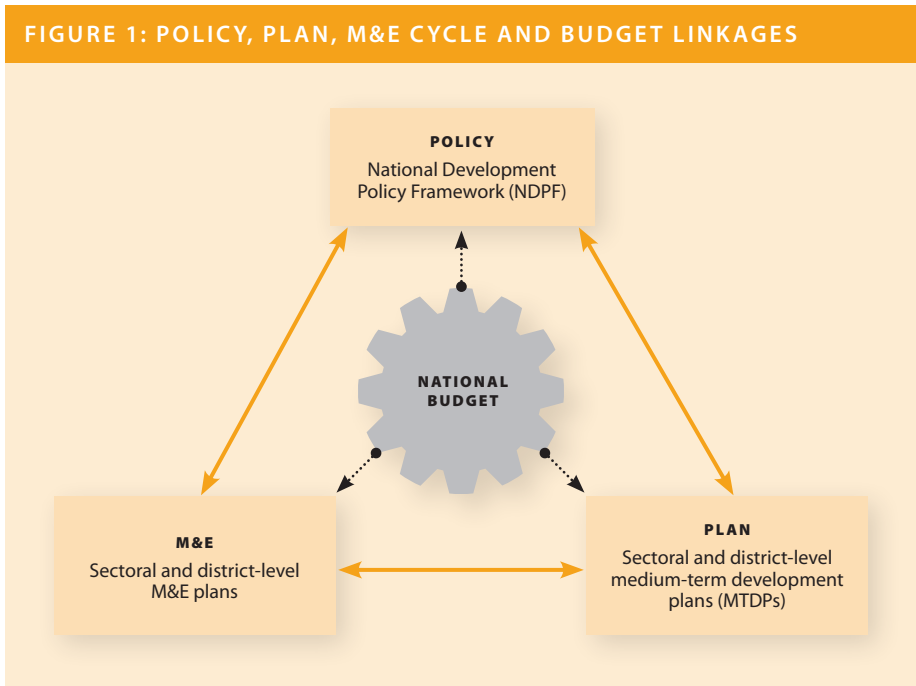 FIGURE 1: POLICY, PLAN, M&E CYCLE AND BUDGET LINKAGES
POLICY
National Development
Policy Framework (NDPF)
NATIONAL
BUDGET
M&E
Sectoral and district-level
M&E plans
PLAN
Sectoral and district-level
medium-term development
plans (MTDPs)